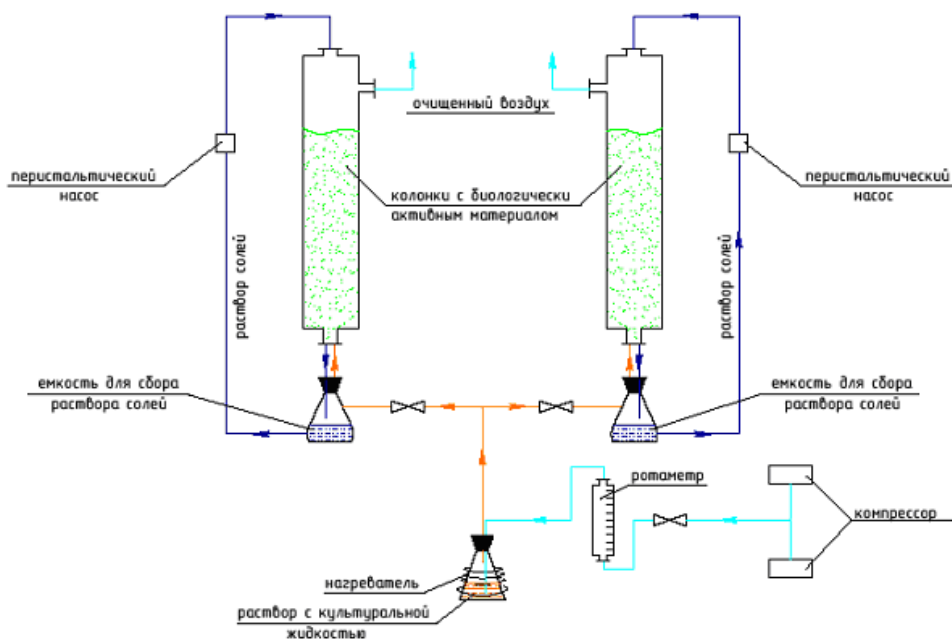 очищенный воздух
перистальтический
насос
перистальтический
насос
колонки с биологически
активным материалом
раствор солей
раствор солей
емкость для сбора
раствора солей
емкость для сбора
раствора солей
ротаметр
компрессор
нагреватель
раствор с культуральной
жидкостью